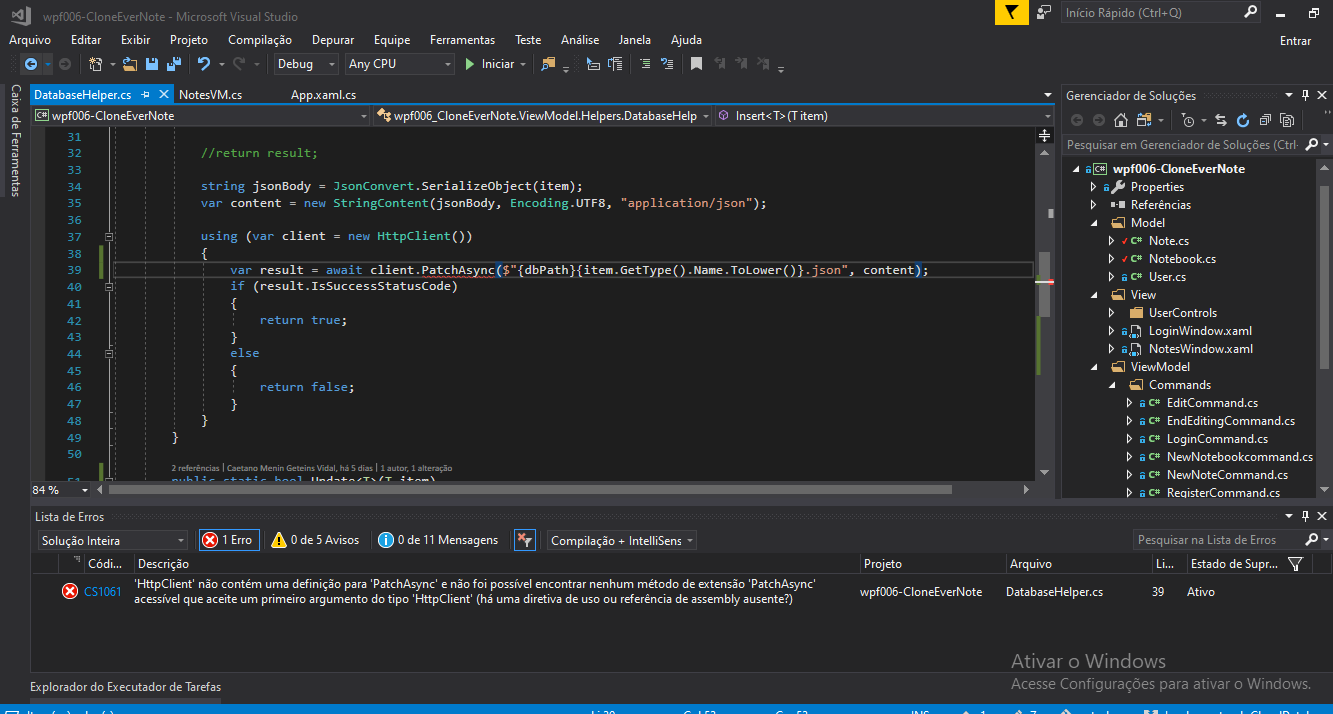 wpf006-CloneEverNote - Microsoft Visual Studio
Início Rápido (Ctrl+Q)
Arquivo Editar Exibir Projeto Compilação Depurar Equipe Ferramentas Teste Análise Janela Ajuda
Entrar
Debug Any CPU Iniciar
Caixa de Ferramentas
DatabaseHelper.cs NotesVM.cs App.xaml.cs
wpf006-CloneEverNote wpf006_CloneEverNote.ViewModel.Helpers.DatabaseHelp Insert<T>(T item)
31
32 //return result;
33
34 string jsonBody = JsonConvert.SerializeObject(item);
35 var content = new StringContent(jsonBody, Encoding.UTF8, "application/json");
36
37 using (var client = new HttpClient())
38 {
39 var result = await client.PatchAsync($"{dbPath}{item.GetType().Name.ToLower()}.json", content);
40 if (result.IsSuccessStatusCode)
41 {
42 return true;
43 }
44 else
45 {
46 return false;
47 }
48 }
49 }
50
2 referências | Caetano Menin Geteins Vidal, há 5 dias | 1 autor, 1 alteração
51 public static bool Update<T>(T item)
84 %
Gerenciador de Soluções
Pesquisar em Gerenciador de Soluções (Ctrl-
wpf006-CloneEverNote
Properties
Referências
Model
Note.cs
Notebook.cs
User.cs
View
UserControls
LoginWindow.xaml
NotesWindow.xaml
ViewModel
Commands
EditCommand.cs
EndEditingCommand.cs
LoginCommand.cs
NewNotebookcommand.cs
NewNoteCommand.cs
RegisterCommand.cs
Lista de Erros
Solução Inteira 1 Erro 0 de 5 Avisos 0 de 11 Mensagens Compilação + IntelliSens
Pesquisar na Lista de Erros
Códi... Descrição Projeto Arquivo Li... Estado de Supr...
CS1061 'HttpClient' não contém uma definição para 'PatchAsync' e não foi possível encontrar nenhum método de extensão 'PatchAsync'
acessível que aceite um primeiro argumento do tipo 'HttpClient' (há uma diretiva de uso ou referência de assembly ausente?)
wpf006-CloneEverNote DatabaseHelper.cs 39 Ativo
Ativar o Windows
Acesse Configurações para ativar o Windows.
Explorador do Executador de Tarefas